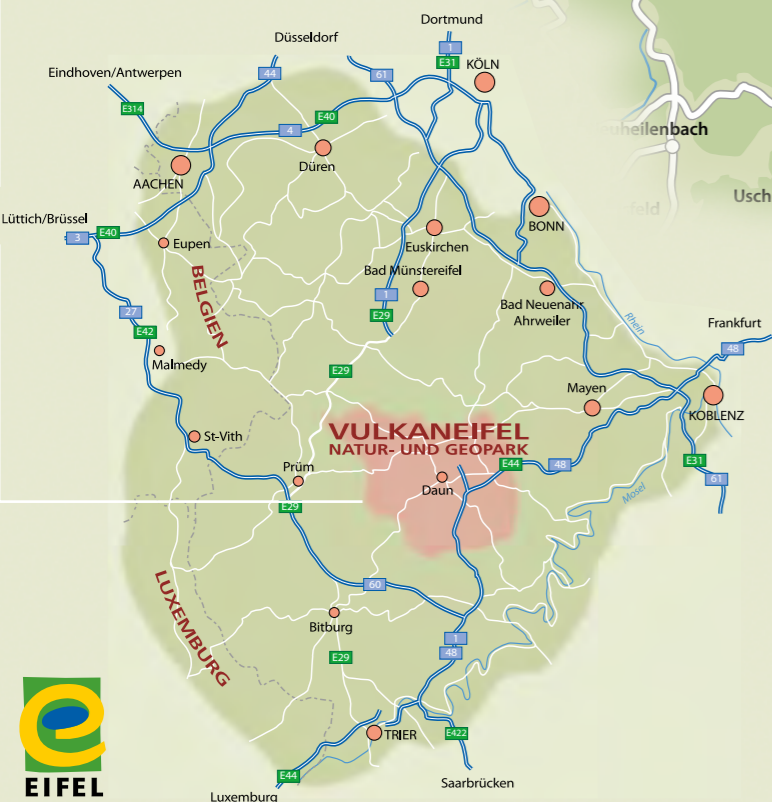 Dortmund
Düsseldorf
1
E31
KÖLN
Eindhoven/Antwerpen
44
61
E314
E40
4
heilenbach
AACHEN
Düren
feld
Usch
Lüttich/Brüssel
3
E40
BONN
Eupen
Euskirchen
Bad Münstereifel
BELGIEN
1
E29
Bad Neuenahr
Ahrweiler
27
E42
Rhein
Frankfurt
48
Malmedy
E29
Mayen
KOBLENZ
VULKANEIFEL
NATUR- UND GEOPARK
St-Vith
Prüm
Daun
E44
48
E31
61
Mosel
E29
LUXEMBURG
60
Bitburg
1
48
E29
TRIER
E422
E44
Saarbrücken
Luxemburg
EIFEL